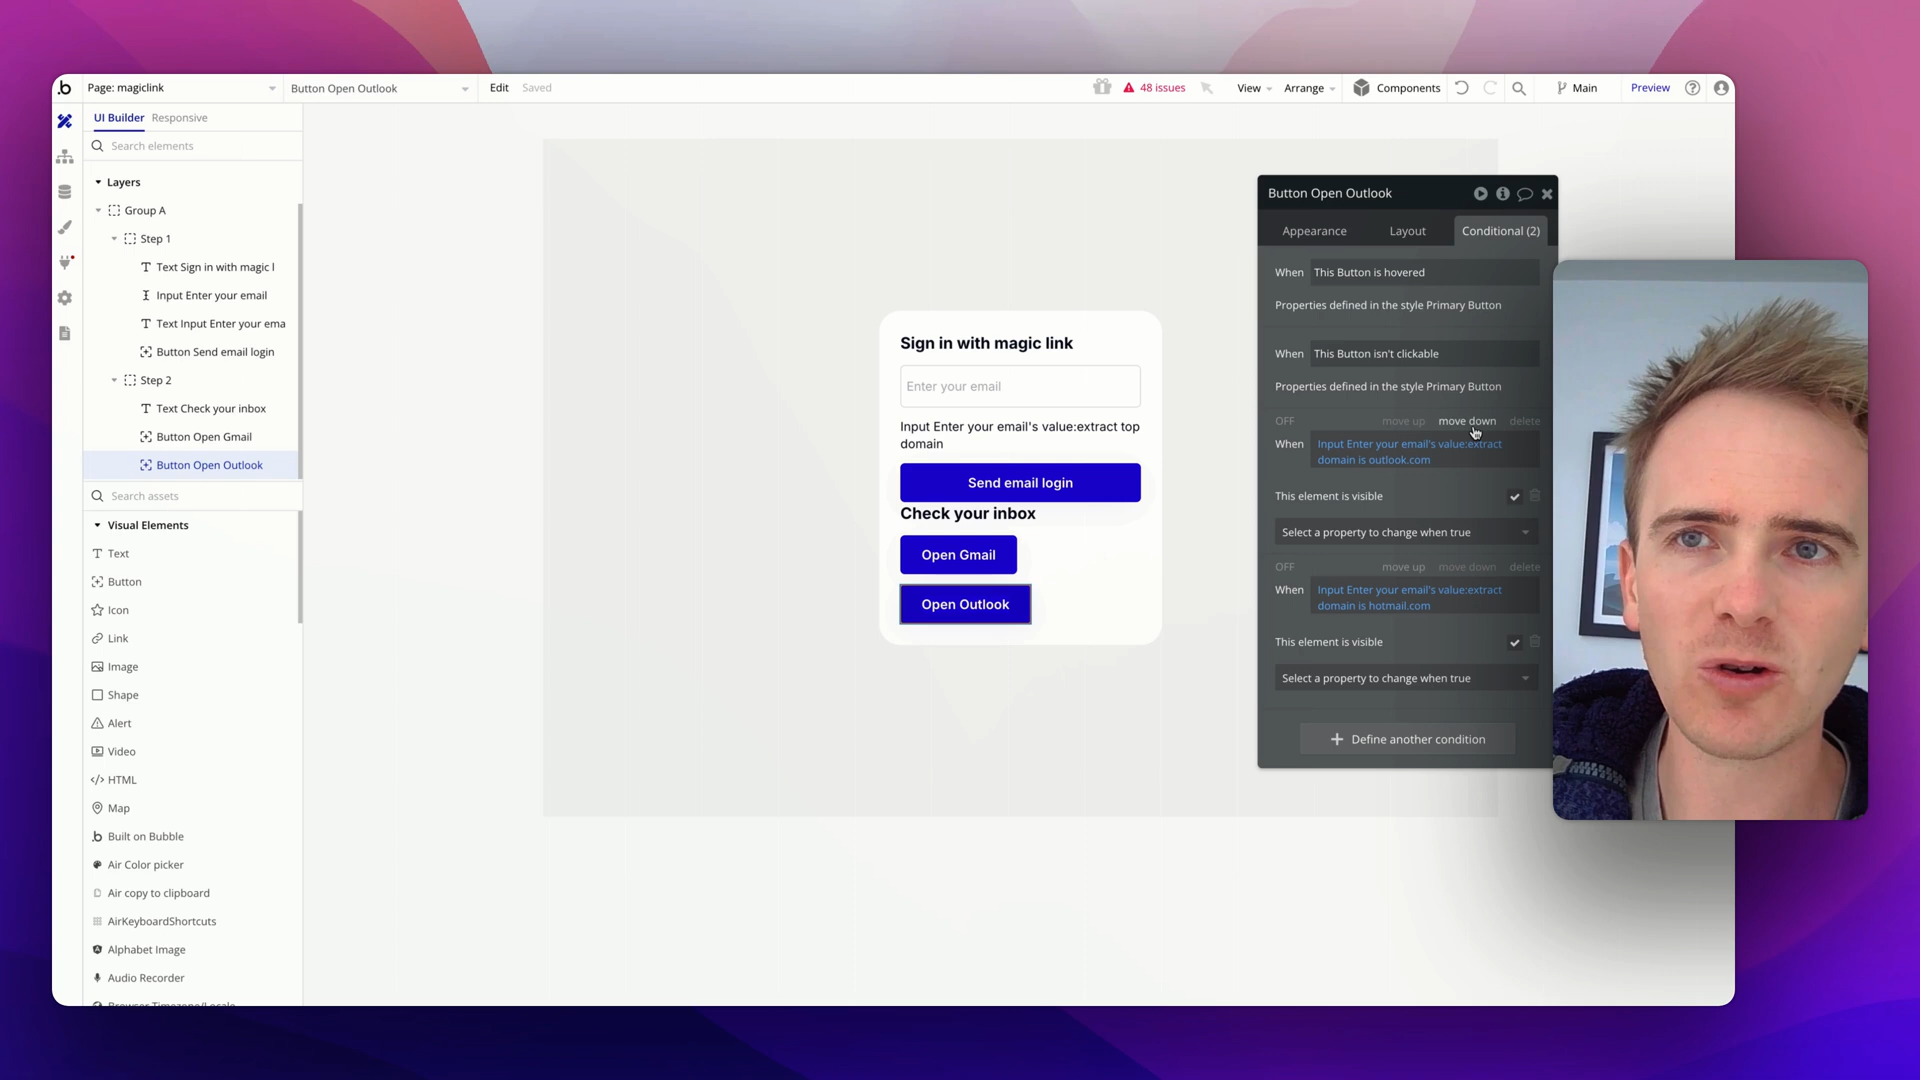 Page: magiclink
Button Open Outlook
Edit
Saved
48 issues
View
Arrange
Components
Main
Preview
UI Builder
Responsive
Search elements
Layers
Group A
Step 1
Text Sign in with magic l
Input Enter your email
Text Input Enter your ema
Button Send email login
Step 2
Text Check your inbox
Button Open Gmail
Button Open Outlook
Search assets
Visual Elements
Text
Button
Icon
Link
Image
Shape
Alert
Video
HTML
Map
Built on Bubble
Air Color picker
Air copy to clipboard
AirKeyboardShortcuts
Alphabet Image
Audio Recorder
Browser Timezone/Locale
Sign in with magic link
Enter your email
Input Enter your email's value:extract top
domain
Send email login
Check your inbox
Open Gmail
Open Outlook
Button Open Outlook
Appearance
Layout
Conditional (2)
When This Button is hovered
Properties defined in the style Primary Button
When This Button isn't clickable
Properties defined in the style Primary Button
OFF move up move down delete
When Input Enter your email's value:extract
domain is outlook.com
This element is visible
Select a property to change when true
OFF move up move down delete
When Input Enter your email's value:extract
domain is hotmail.com
This element is visible
Select a property to change when true
Define another condition